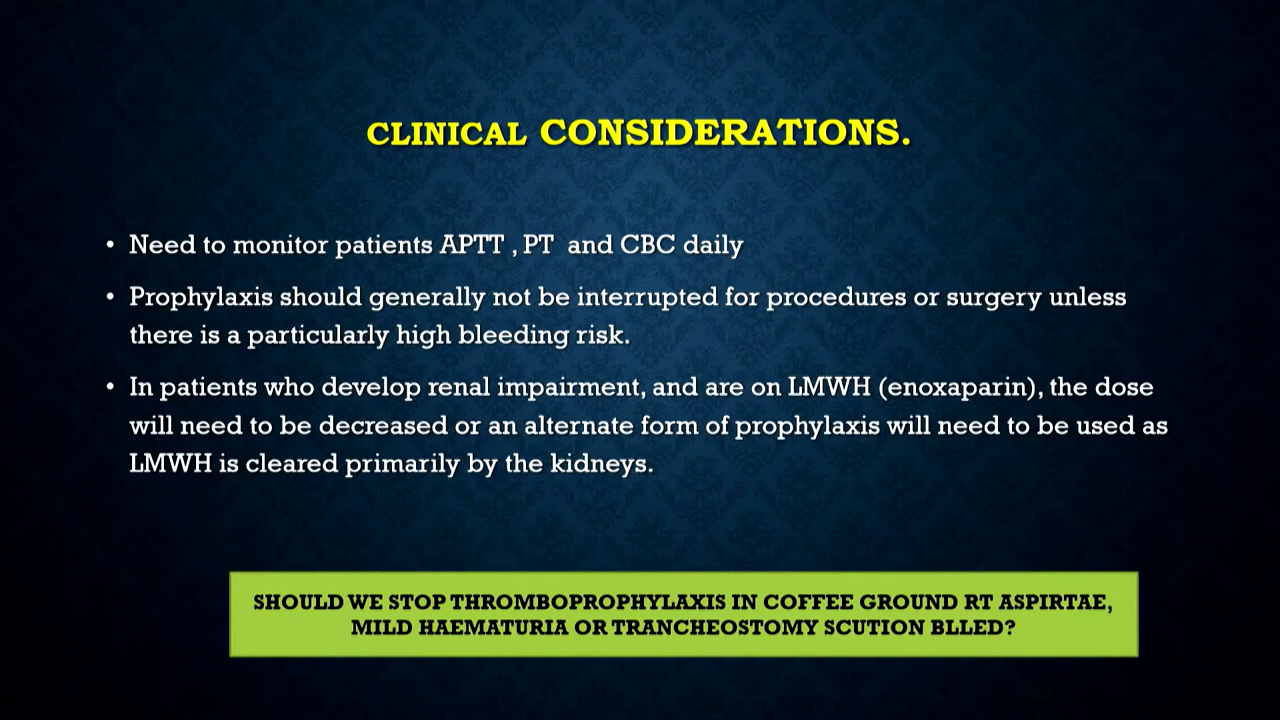 CLINICAL CONSIDERATIONS.
• Need to monitor patients APTT , PT and CBC daily
• Prophylaxis should generally not be interrupted for procedures or surgery unless
there is a particularly high bleeding risk.
• In patients who develop renal impairment, and are on LMWH (enoxaparin), the dose
will need to be decreased or an alternate form of prophylaxis will need to be used as
LMWH is cleared primarily by the kidneys.
SHOULD WE STOP THROMBOPROPHYLAXIS IN COFFEE GROUND RT ASPIRTAE,
MILD HAEMATURIA OR TRANCHEOSTOMY SCUTION BLLED?